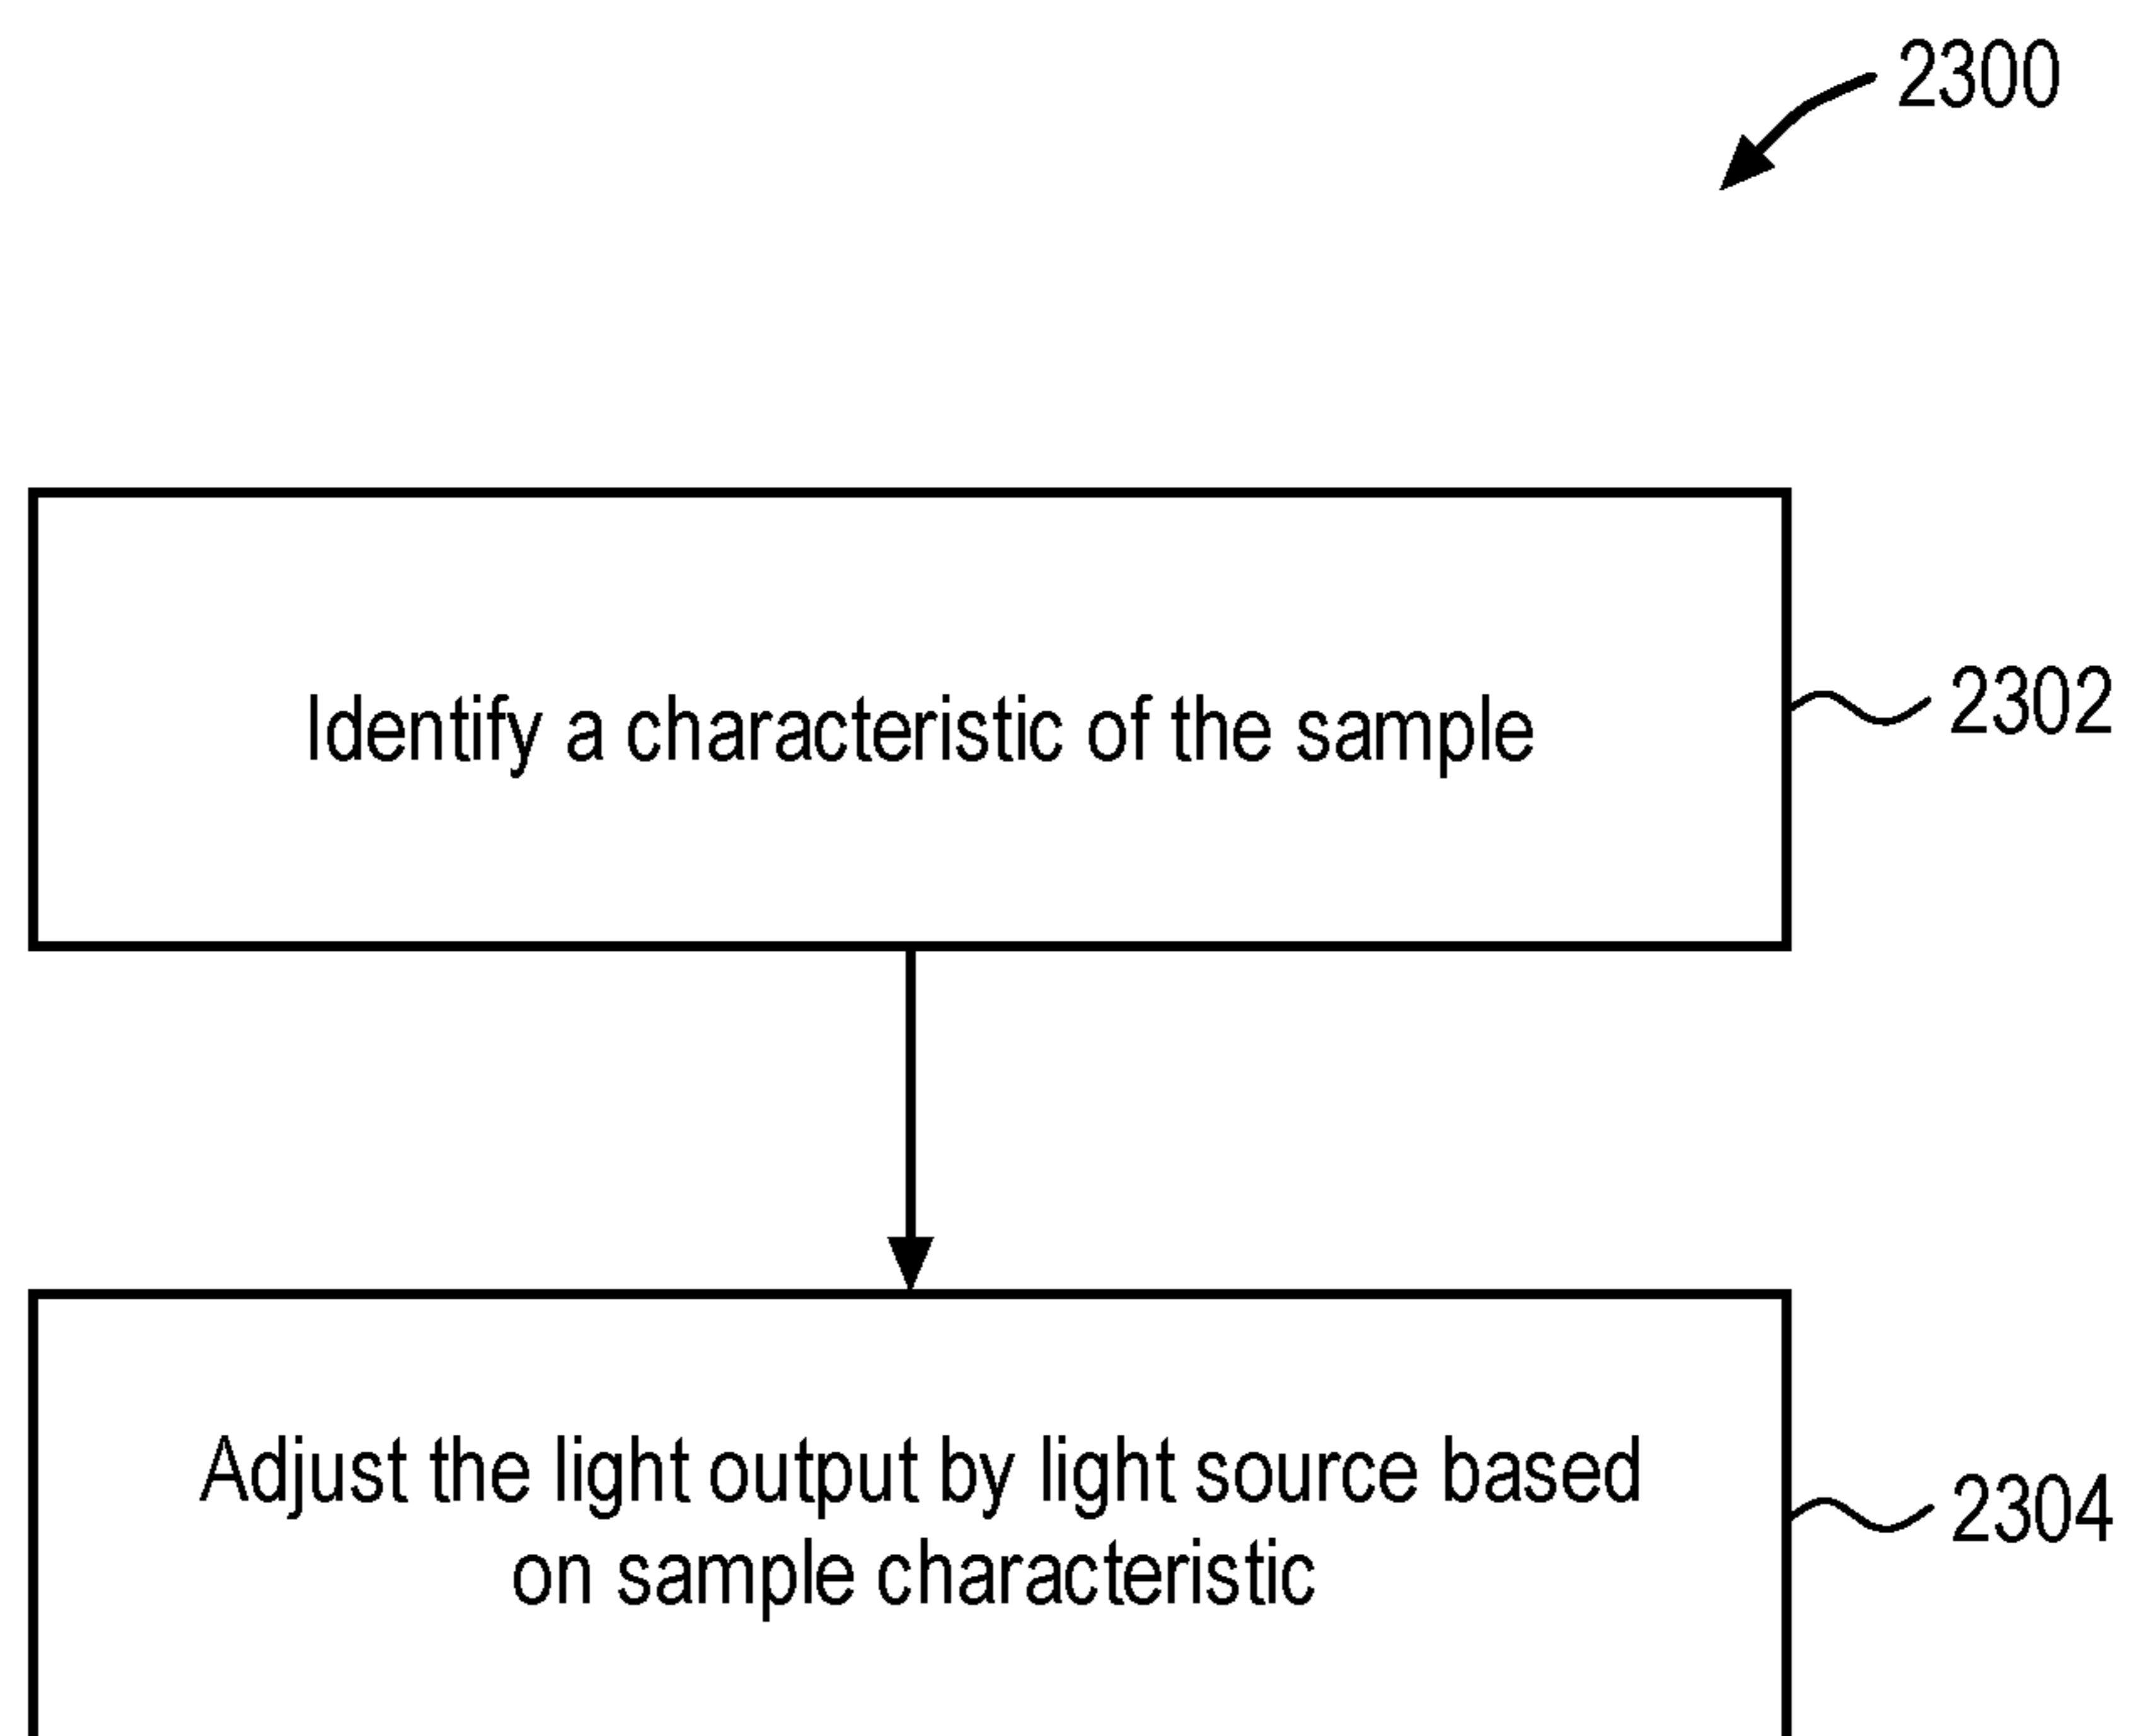 2300
Identify a characteristic of the sample
2302
Adjust the light output by light source based
on sample characteristic
2304